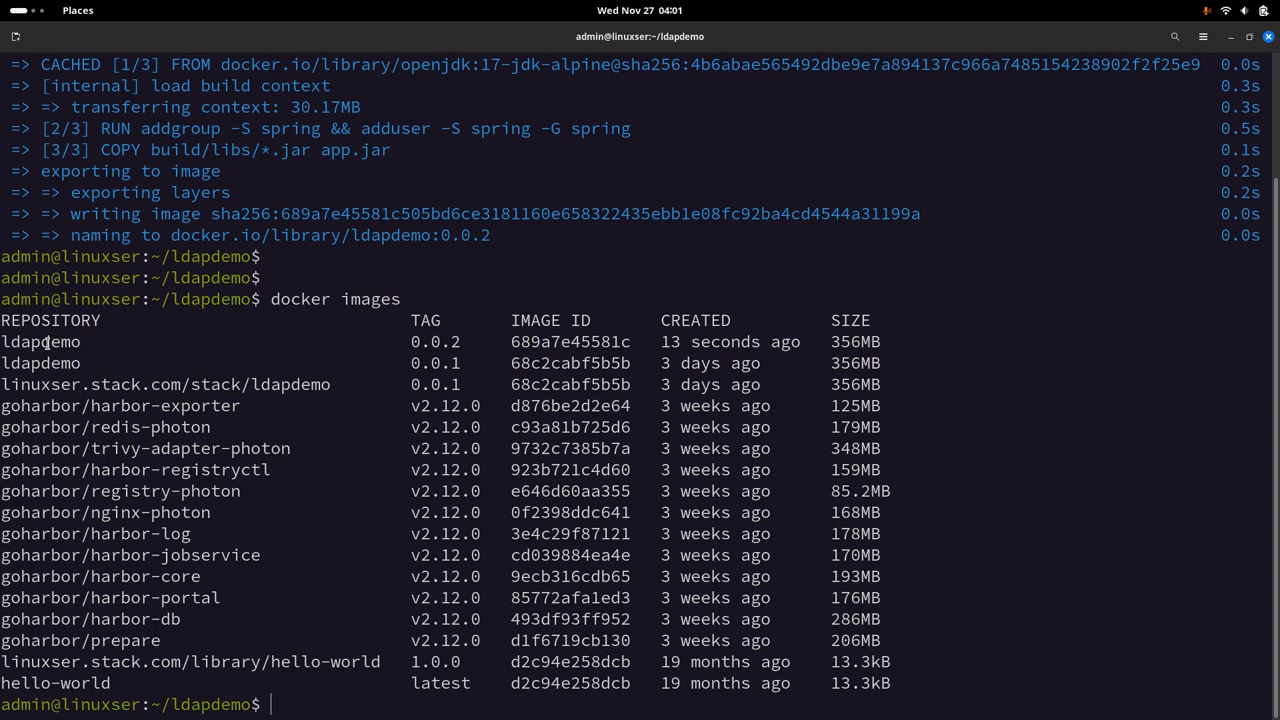 Places
Wed Nov 27 04:01
admin@linuxser:~/ldapdemo
=> CACHED [1/3] FROM docker.io/library/openjdk:17-jdk-alpine@sha256:4b6abae565492dbe9e7a894137c966a7485154238902f2f25e9 0.0s
=> [internal] load build context 0.3s
=> => transferring context: 30.17MB 0.3s
=> [2/3] RUN addgroup -S spring && adduser -S spring -G spring 0.5s
=> [3/3] COPY build/libs/*.jar app.jar 0.1s
=> exporting to image 0.2s
=> => exporting layers 0.2s
=> => writing image sha256:689a7e45581c505bd6ce3181160e658322435ebb1e08fc92ba4cd4544a31199a 0.0s
=> => naming to docker.io/library/ldapdemo:0.0.2 0.0s
admin@linuxser:~/ldapdemo$
admin@linuxser:~/ldapdemo$
admin@linuxser:~/ldapdemo$ docker images
REPOSITORY TAG IMAGE ID CREATED SIZE
ldapdemo 0.0.2 689a7e45581c 13 seconds ago 356MB
ldapdemo 0.0.1 68c2cabf5b5b 3 days ago 356MB
linuxser.stack.com/stack/ldapdemo 0.0.1 68c2cabf5b5b 3 days ago 356MB
goharbor/harbor-exporter v2.12.0 d876be2d2e64 3 weeks ago 125MB
goharbor/redis-photon v2.12.0 c93a81b725d6 3 weeks ago 179MB
goharbor/trivy-adapter-photon v2.12.0 9732c7385b7a 3 weeks ago 348MB
goharbor/harbor-registryctl v2.12.0 923b721c4d60 3 weeks ago 159MB
goharbor/registry-photon v2.12.0 e646d60aa355 3 weeks ago 85.2MB
goharbor/nginx-photon v2.12.0 0f2398ddc641 3 weeks ago 168MB
goharbor/harbor-log v2.12.0 3e4c29f87121 3 weeks ago 178MB
goharbor/harbor-jobservice v2.12.0 cd039884ea4e 3 weeks ago 170MB
goharbor/harbor-core v2.12.0 9ecb316cdb65 3 weeks ago 193MB
goharbor/harbor-portal v2.12.0 85772afa1ed3 3 weeks ago 176MB
goharbor/harbor-db v2.12.0 493df93ff952 3 weeks ago 286MB
goharbor/prepare v2.12.0 d1f6719cb130 3 weeks ago 206MB
linuxser.stack.com/library/hello-world 1.0.0 d2c94e258dcb 19 months ago 13.3kB
hello-world latest d2c94e258dcb 19 months ago 13.3kB
admin@linuxser:~/ldapdemo$